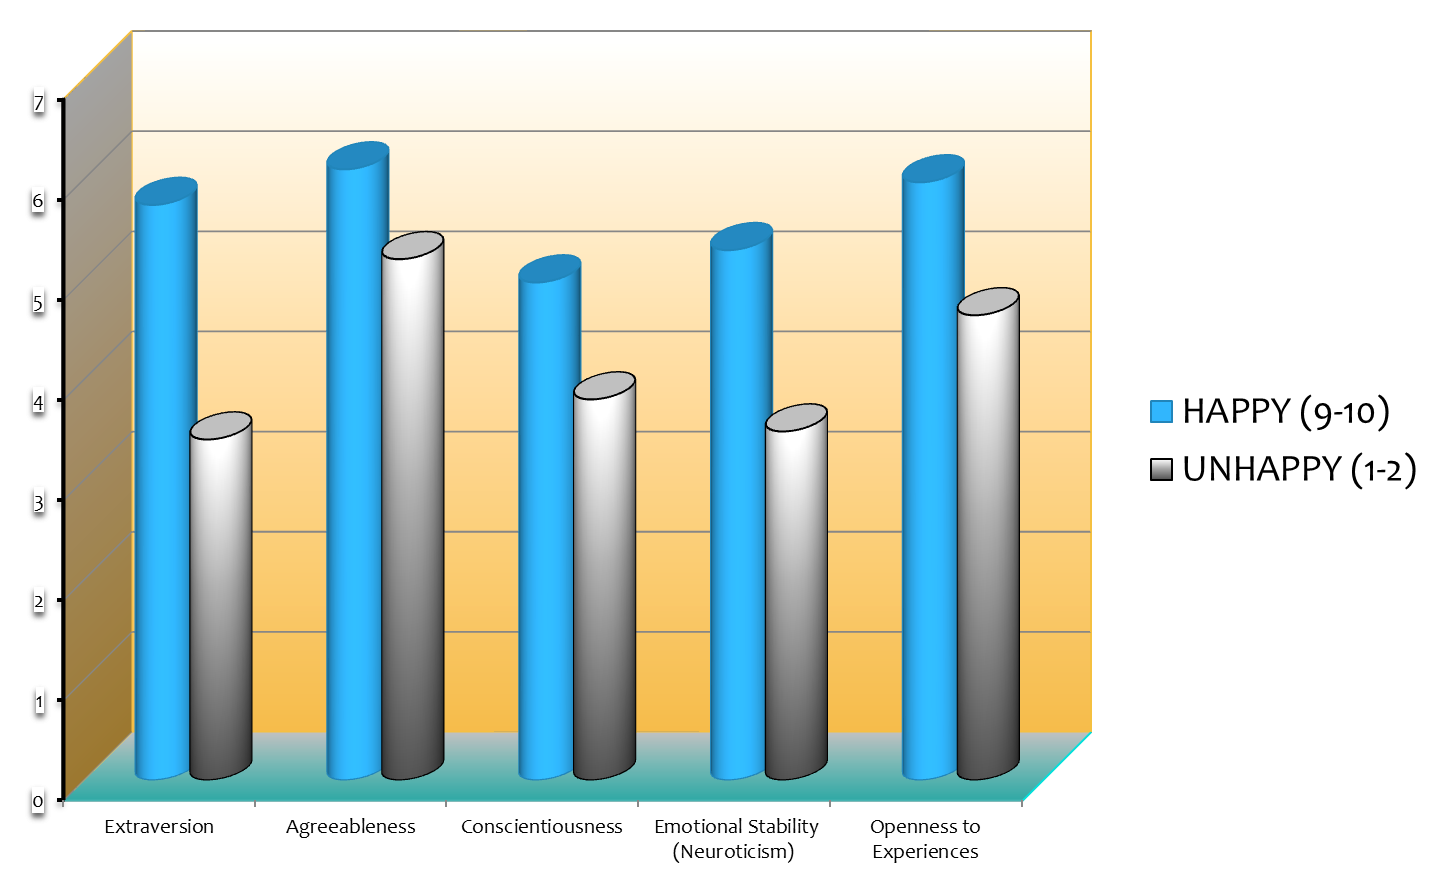 7
6
5
4
3
2
1
0
Extraversion
Agreeableness
Conscientiousness
Emotional Stability
(Neuroticism)
Openness to
Experiences
HAPPY (9-10)
UNHAPPY (1-2)